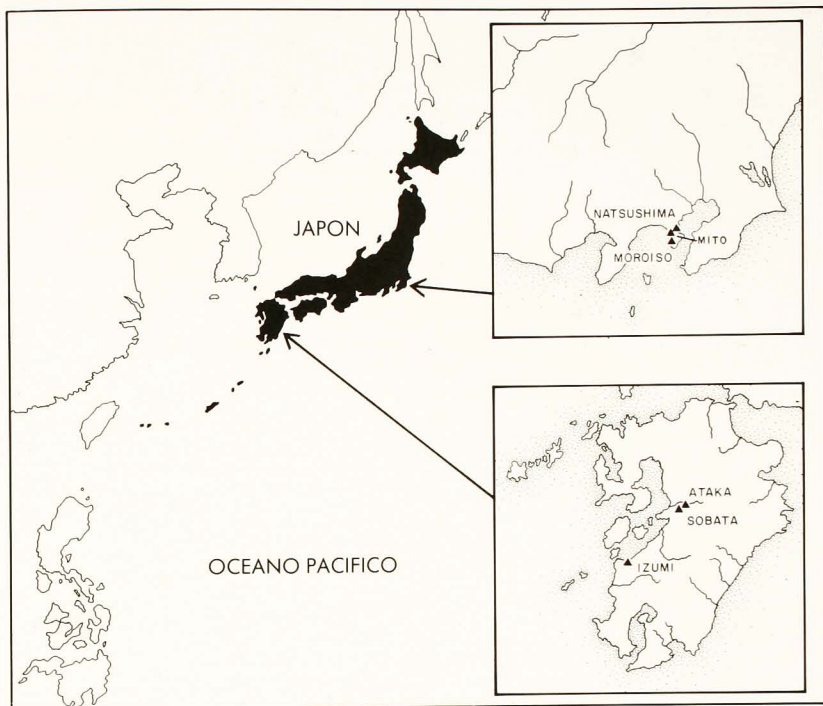 JAPON
OCEANO PACIFICO
NATSUSHIMA
MITO
MOROISO
ATAKA
SOBATA
IZUMI